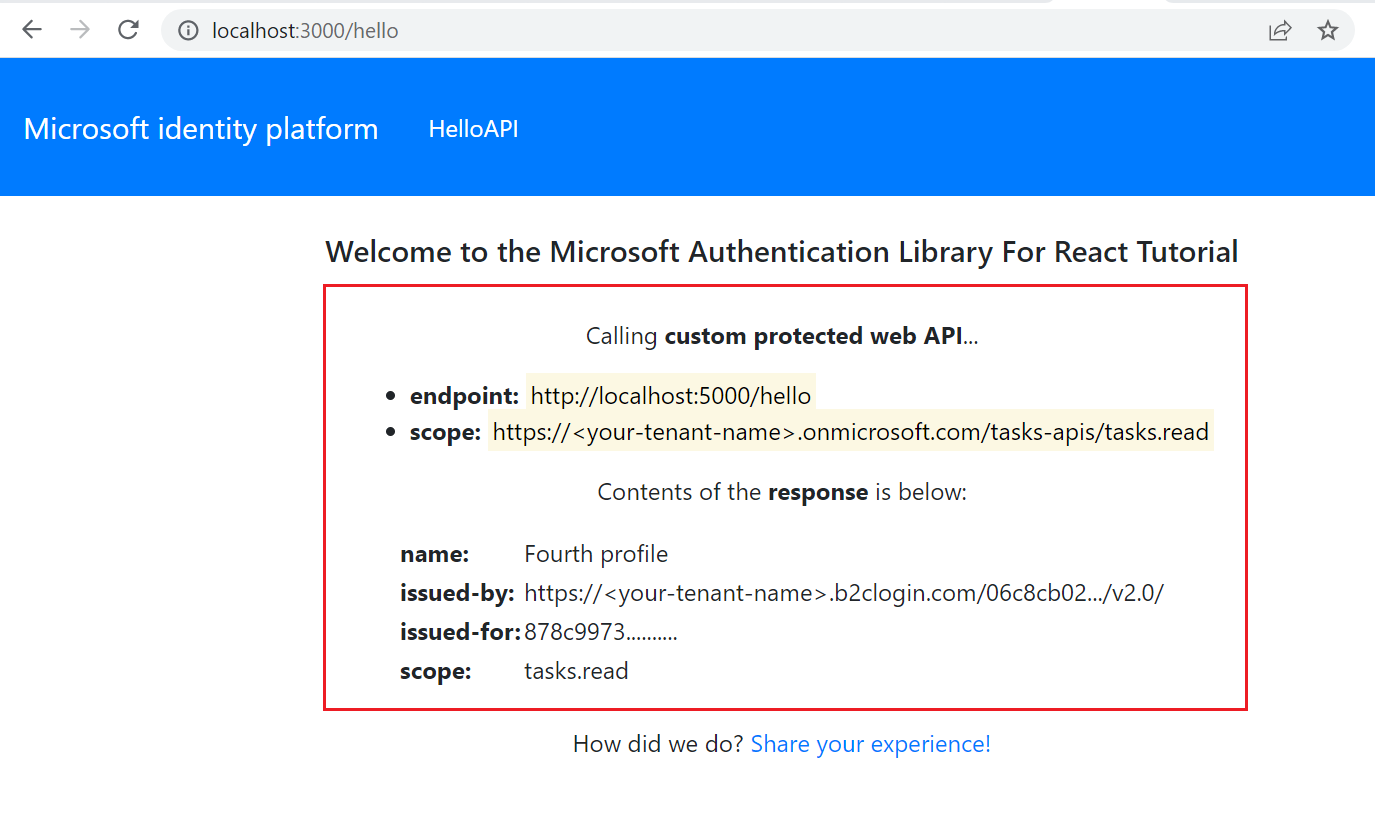 localhost:3000/hello
Microsoft identity platform HelloAPI
Welcome to the Microsoft Authentication Library For React Tutorial
Calling custom protected web API...
• endpoint: http://localhost:5000/hello
• scope: https://<your-tenant-name>.onmicrosoft.com/tasks-apis/tasks.read
Contents of the response is below:
name: Fourth profile
issued-by: https://<your-tenant-name>.b2clogin.com/06c8cb02.../v2.0/
issued-for: 878c9973..........
scope: tasks.read
How did we do? Share your experience!